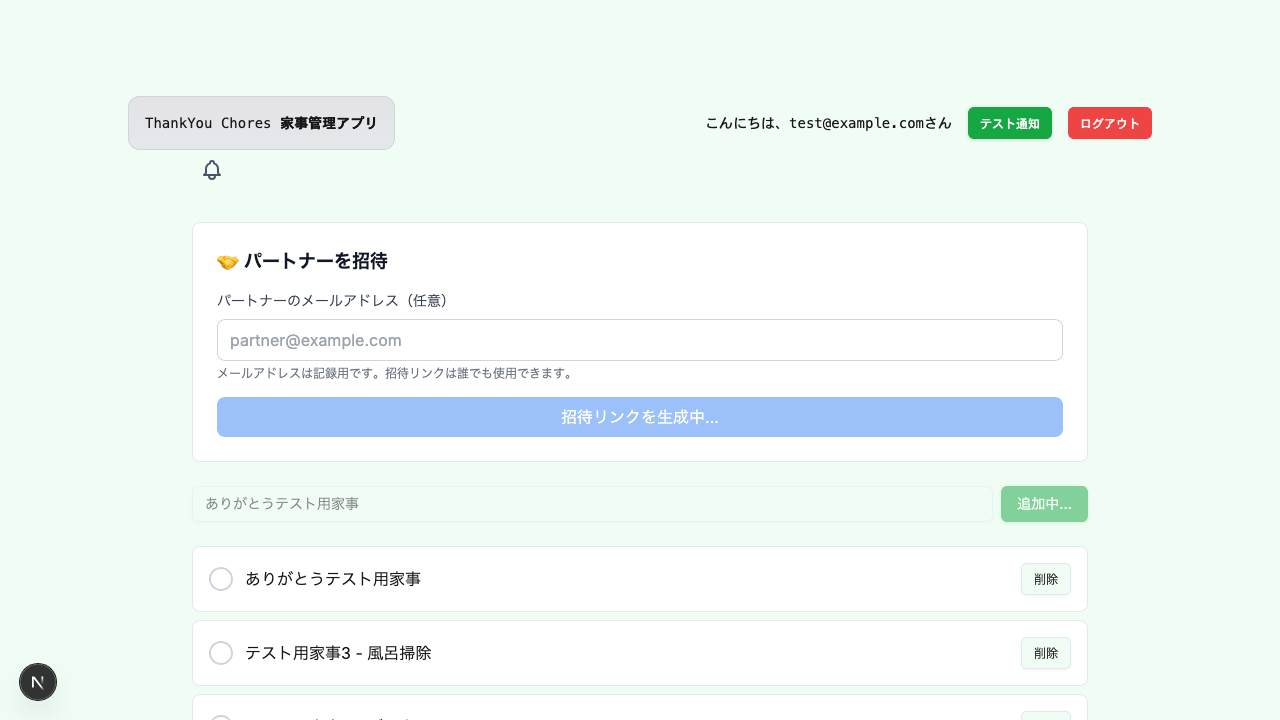 ThankYou Chores 家事管理アプリ
こんにちは、test@example.comさん
テスト通知
ログアウト
🤝 パートナーを招待
パートナーのメールアドレス（任意）
partner@example.com
メールアドレスは記録用です。招待リンクは誰でも使用できます。
招待リンクを生成中...
ありがとうテスト用家事
追加中...
ありがとうテスト用家事
削除
テスト用家事3 - 風呂掃除
削除
N